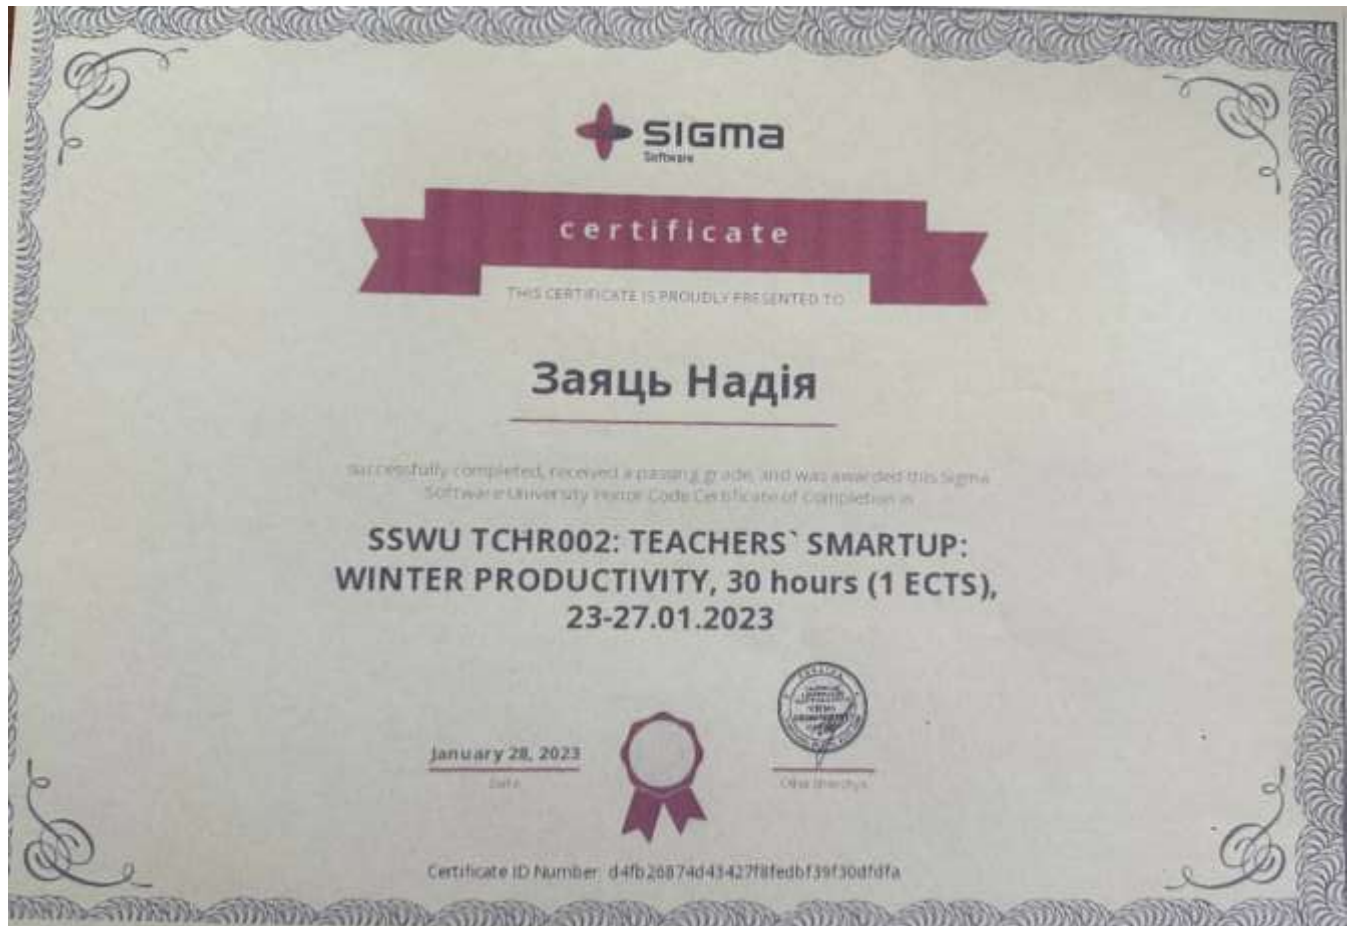 SIGMA
Software
certificate
THIS CERTIFICATE IS PROUDLY PRESENTED TO
Заяць Надія
successfully completed, received a passing grade, and was awarded this Sigma
Software University Honor Code Certificate of Completion in
SSWU TCHR002: TEACHERS` SMARTUP:
WINTER PRODUCTIVITY, 30 hours (1 ECTS),
23-27.01.2023
January 28, 2023
Date
Certificate ID Number: